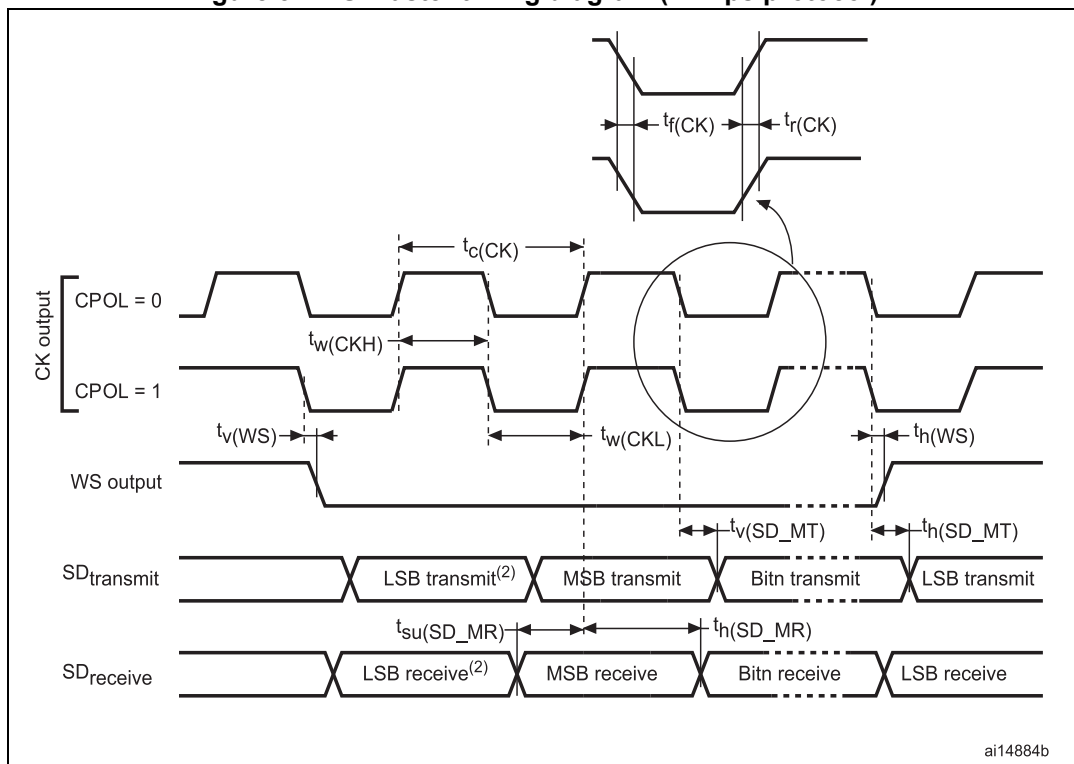 tf(CK)
tr(CK)
tc(CK)
CK output
CPOL = 0
tw(CKH)
CPOL = 1
tv(WS)
tw(CKL)
th(WS)
WS output
tv(SD_MT)
th(SD_MT)
SDtransmit
LSB transmit(2)
MSB transmit
Bitn transmit
LSB transmit
tsu(SD_MR)
th(SD_MR)
SDreceive
LSB receive(2)
MSB receive
Bitn receive
LSB receive
ai14884b